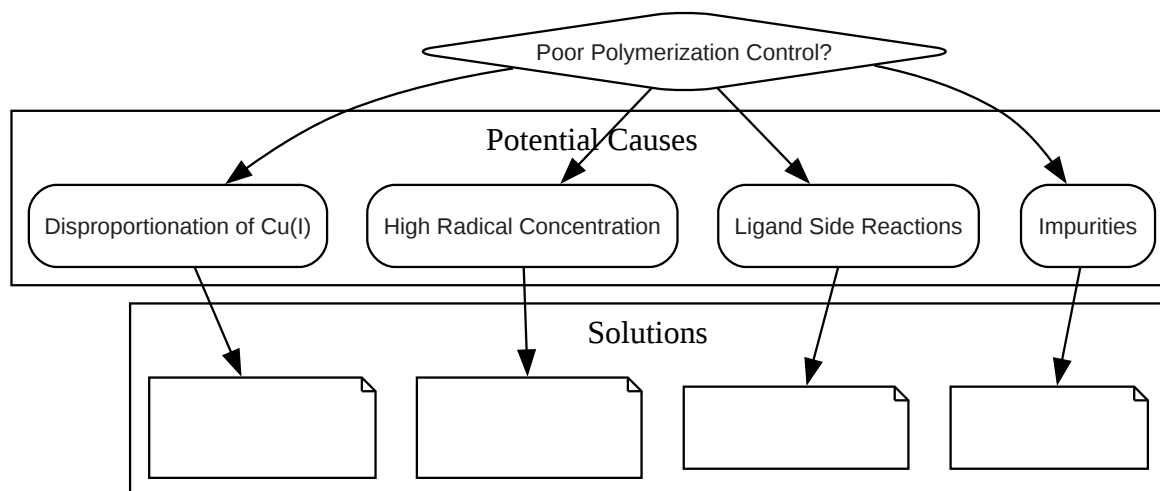 Poor Polymerization Control?
Potential Causes
Disproportionation of Cu(I)
High Radical Concentration
Ligand Side Reactions
Impurities
Solutions